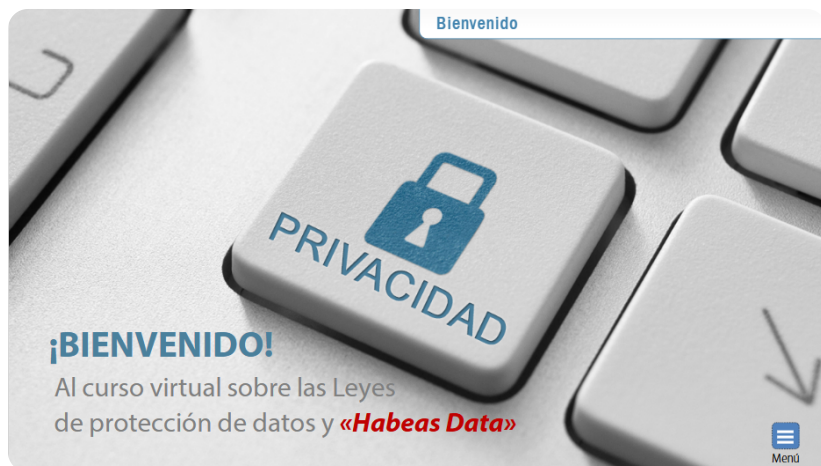 Bienvenido
PRIVACIDAD
¡BIENVENIDO!
Al curso virtual sobre las Leyes
de protección de datos y «Habeas Data»
Menú